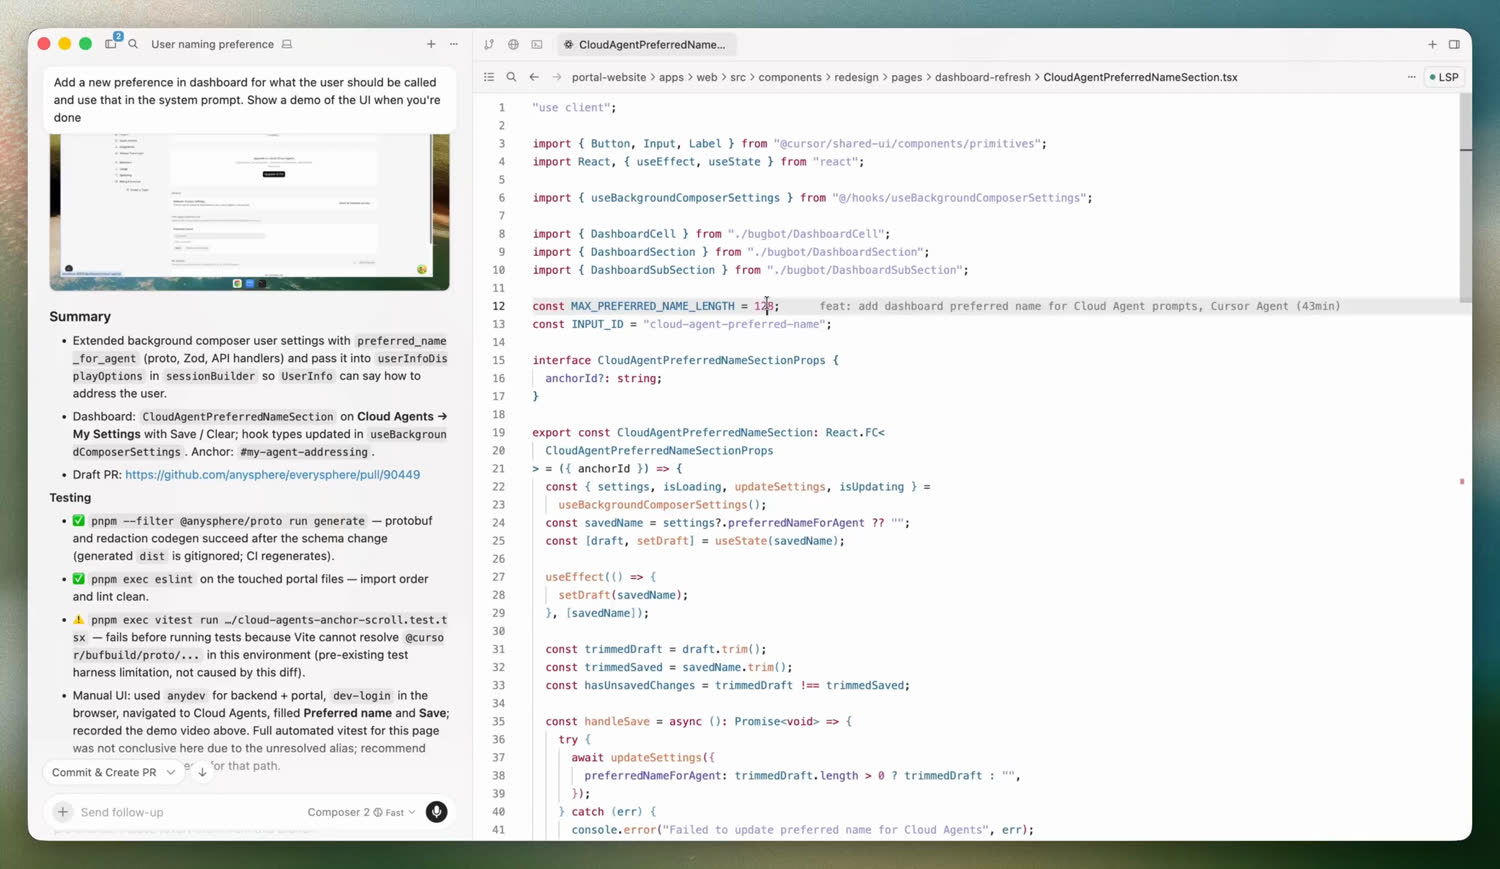 2
User naming preference
Add a new preference in dashboard for what the user should be called
and use that in the system prompt. Show a demo of the UI when you're
done
Summary
• Extended background composer user settings with preferred_name
_for_agent (proto, Zod, API handlers) and pass it into userInfoDis
playOptions in sessionBuilder so UserInfo can say how to
address the user.
• Dashboard: CloudAgentPreferredNameSection on Cloud Agents →
My Settings with Save / Clear; hook types updated in useBackgroun
dComposerSettings. Anchor: #my-agent-addressing.
• Draft PR: https://github.com/anysphere/everysphere/pull/90449
Testing
• ✅ pnpm --filter @anysphere/proto run generate — protobuf
and redaction codegen succeed after the schema change
(generated dist is gitignored; CI regenerates).
• ✅ pnpm exec eslint on the touched portal files — import order
and lint clean.
• ⚠️ pnpm exec vitest run …/cloud-agents-anchor-scroll.test.t
sx — fails before running tests because Vite cannot resolve @curso
r/bufbuild/proto/... in this environment (pre-existing test
harness limitation, not caused by this diff).
• Manual UI: used anydev for backend + portal, dev-login in the
browser, navigated to Cloud Agents, filled Preferred name and Save;
recorded the demo video above. Full automated vitest for this page
was not conclusive here due to the unresolved alias; recommend
for that path.
Commit & Create PR
Send follow-up
Composer 2 Fast
CloudAgentPreferredName...
portal-website > apps > web > src > components > redesign > pages > dashboard-refresh > CloudAgentPreferredNameSection.tsx
LSP
1 "use client";
2
3 import { Button, Input, Label } from "@cursor/shared-ui/components/primitives";
4 import React, { useEffect, useState } from "react";
5
6 import { useBackgroundComposerSettings } from "@/hooks/useBackgroundComposerSettings";
7
8 import { DashboardCell } from "./bugbot/DashboardCell";
9 import { DashboardSection } from "./bugbot/DashboardSection";
10 import { DashboardSubSection } from "./bugbot/DashboardSubSection";
11
12 const MAX_PREFERRED_NAME_LENGTH = 128; feat: add dashboard preferred name for Cloud Agent prompts, Cursor Agent (43min)
13 const INPUT_ID = "cloud-agent-preferred-name";
14
15 interface CloudAgentPreferredNameSectionProps {
16 anchorId?: string;
17 }
18
19 export const CloudAgentPreferredNameSection: React.FC<
20 CloudAgentPreferredNameSectionProps
21 > = ({ anchorId }) => {
22 const { settings, isLoading, updateSettings, isUpdating } =
23 useBackgroundComposerSettings();
24 const savedName = settings?.preferredNameForAgent ?? "";
25 const [draft, setDraft] = useState(savedName);
26
27 useEffect(() => {
28 setDraft(savedName);
29 }, [savedName]);
30
31 const trimmedDraft = draft.trim();
32 const trimmedSaved = savedName.trim();
33 const hasUnsavedChanges = trimmedDraft !== trimmedSaved;
34
35 const handleSave = async (): Promise<void> => {
36 try {
37 await updateSettings({
38 preferredNameForAgent: trimmedDraft.length > 0 ? trimmedDraft : "",
39 });
40 } catch (err) {
41 console.error("Failed to update preferred name for Cloud Agents", err);